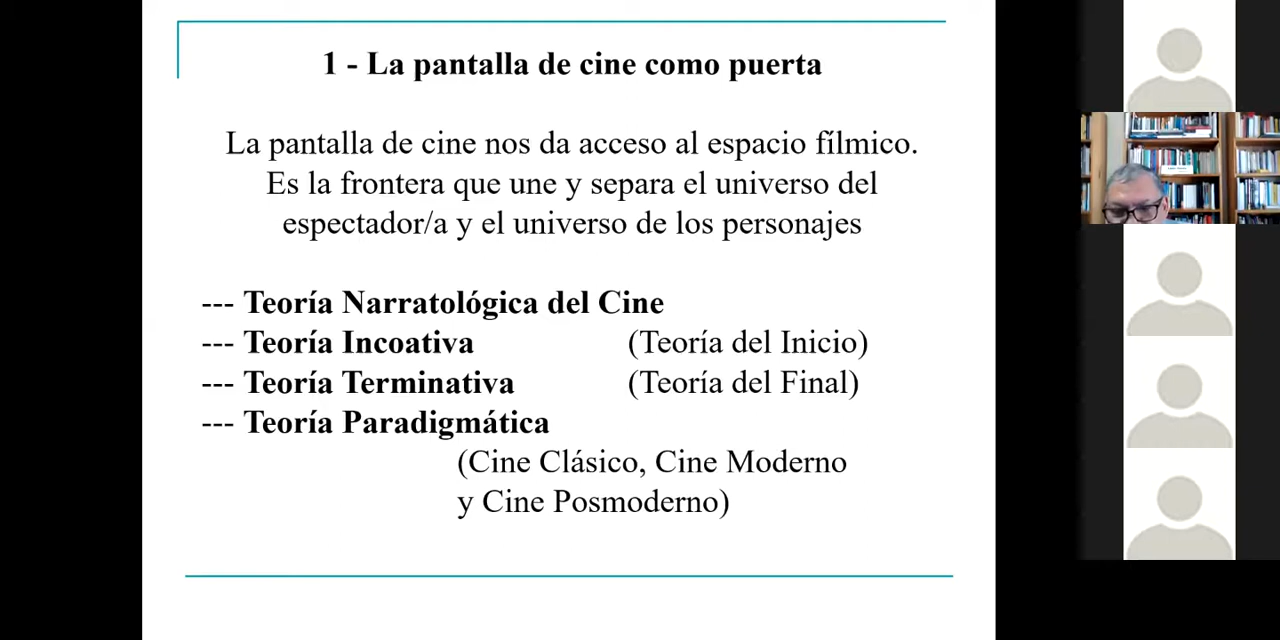 1 - La pantalla de cine como puerta
La pantalla de cine nos da acceso al espacio fílmico.
Es la frontera que une y separa el universo del
espectador/a y el universo de los personajes
--- Teoría Narratológica del Cine
--- Teoría Incoativa (Teoría del Inicio)
--- Teoría Terminativa (Teoría del Final)
--- Teoría Paradigmática
(Cine Clásico, Cine Moderno
y Cine Posmoderno)